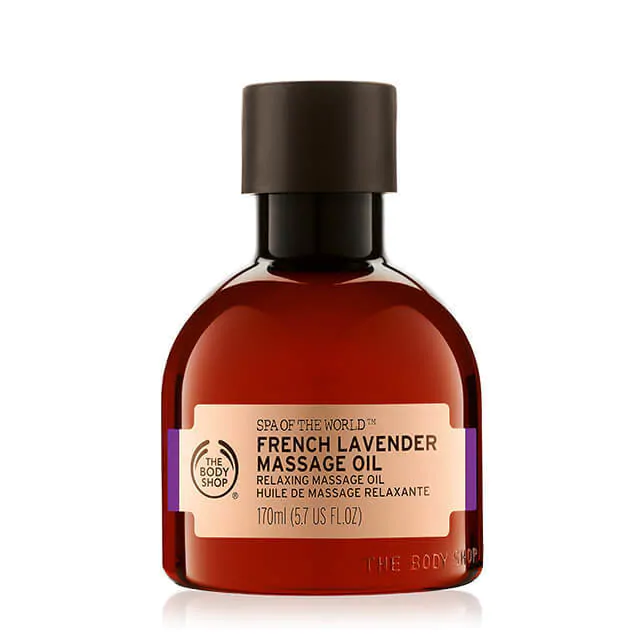 SPA OF THE WORLD™
FRENCH LAVENDER
MASSAGE OIL
RELAXING MASSAGE OIL
HUILE DE MASSAGE RELAXANTE
170ml (5.7 US FL.OZ)
THE
BODY
SHOP®
THE BODY SHOP